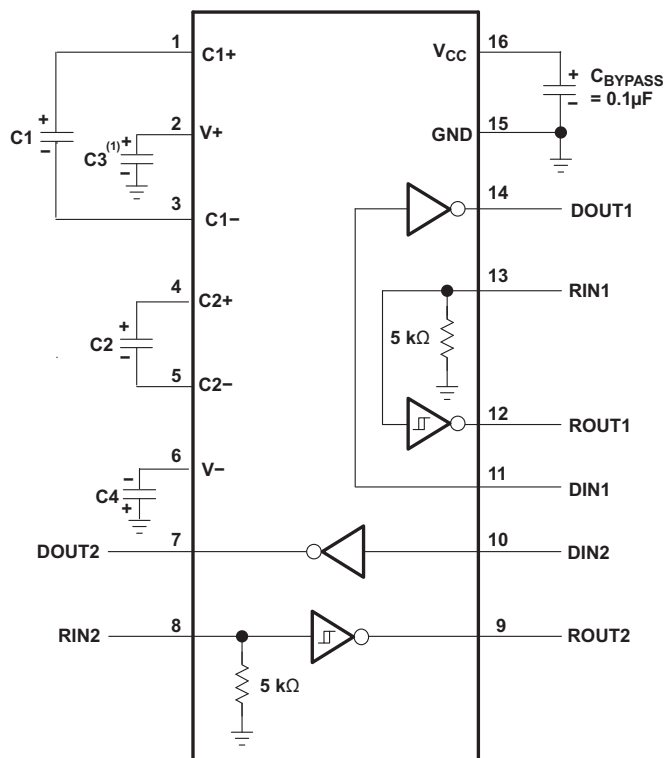 1
C1+
C1
+
−
2
V+
C3(1)
+
−
3
C1−
4
C2+
C2
+
−
5
C2−
6
V−
C4
−
+
DOUT2
7
RIN2
8
5 kΩ
VCC
16
+
−
CBYPASS
= 0.1µF
GND
15
14
DOUT1
13
RIN1
5 kΩ
12
ROUT1
11
DIN1
10
DIN2
9
ROUT2